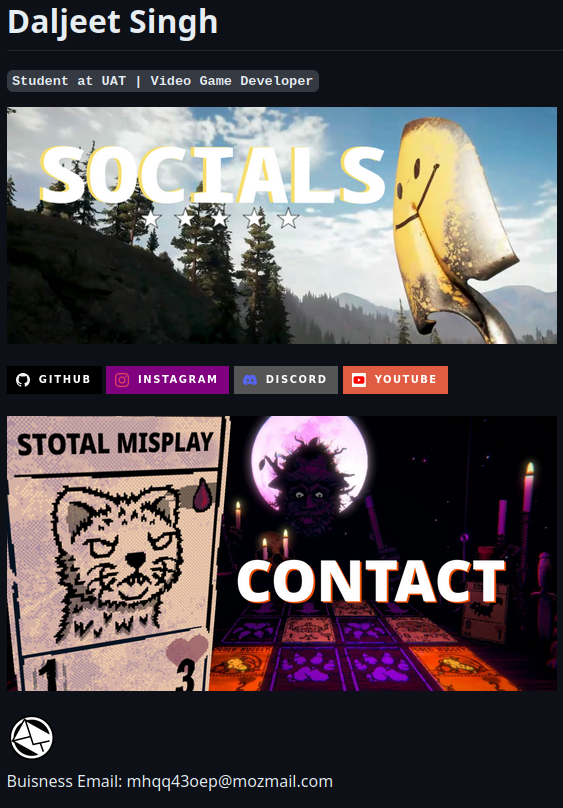 Daljeet Singh
Student at UAT | Video Game Developer
SOCIALS
GITHUB INSTAGRAM DISCORD YOUTUBE
STOTAL MISPLAY
CONTACT
1 3
Buisness Email: mhqq43oep@mozmail.com